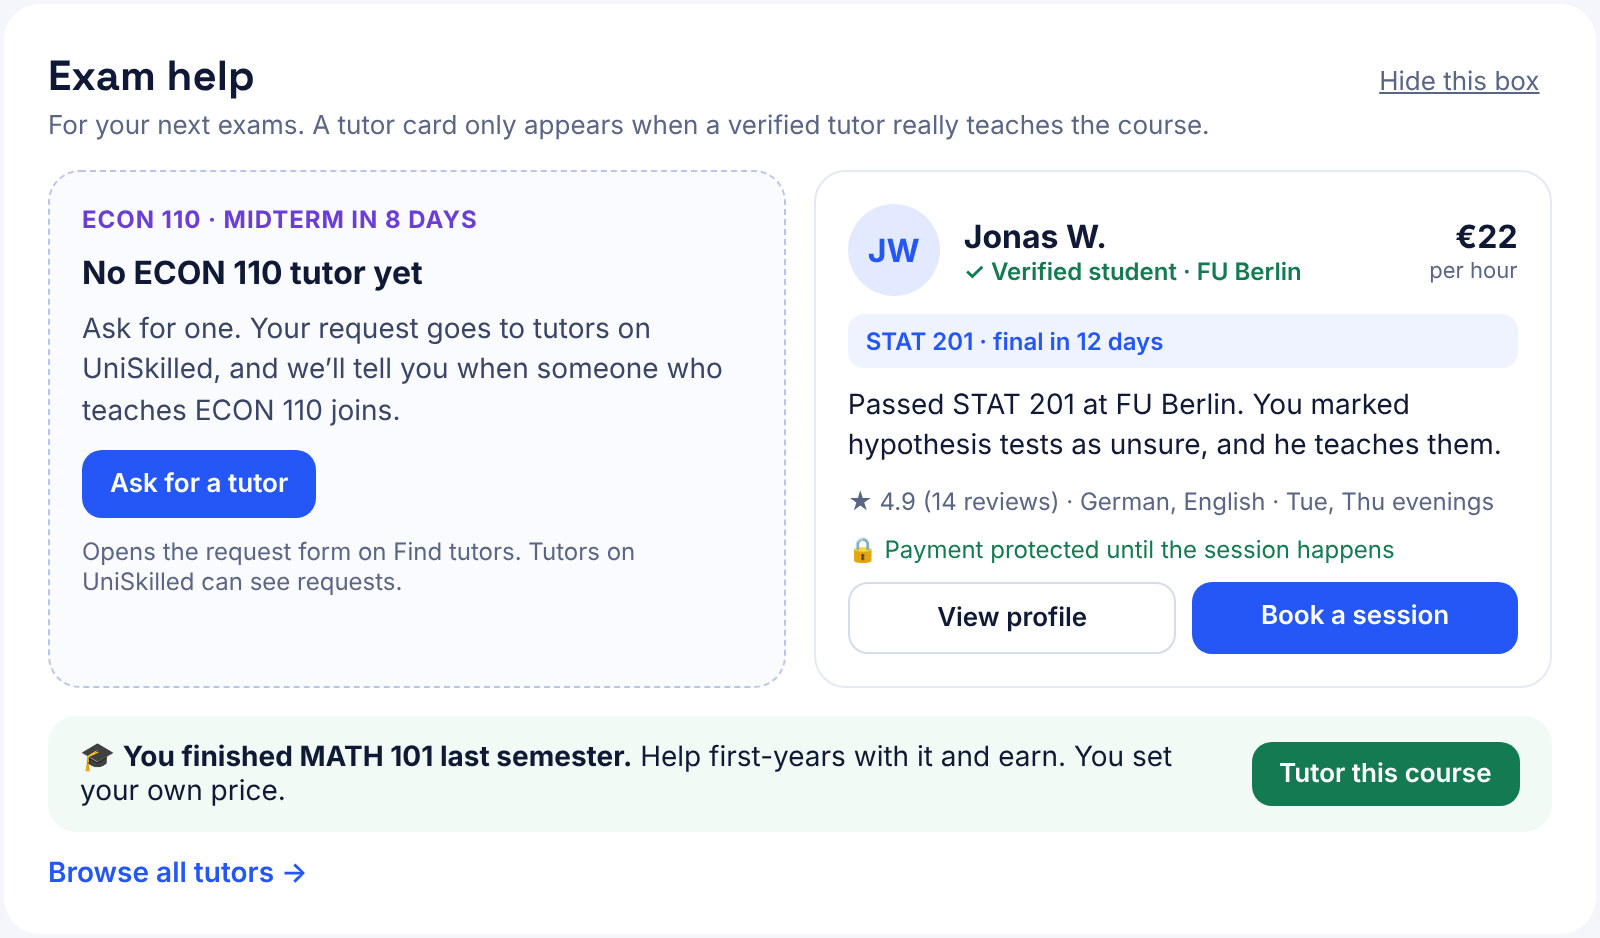 Exam help
Hide this box
For your next exams. A tutor card only appears when a verified tutor really teaches the course.
ECON 110 · MIDTERM IN 8 DAYS
No ECON 110 tutor yet
Ask for one. Your request goes to tutors on
UniSkilled, and we’ll tell you when someone who
teaches ECON 110 joins.
Ask for a tutor
Opens the request form on Find tutors. Tutors on
UniSkilled can see requests.
JW
Jonas W.
✓ Verified student · FU Berlin
€22
per hour
STAT 201 · final in 12 days
Passed STAT 201 at FU Berlin. You marked
hypothesis tests as unsure, and he teaches them.
★ 4.9 (14 reviews) · German, English · Tue, Thu evenings
🔒 Payment protected until the session happens
View profile
Book a session
🎓 You finished MATH 101 last semester. Help first-years with it and earn. You set
your own price.
Tutor this course
Browse all tutors →